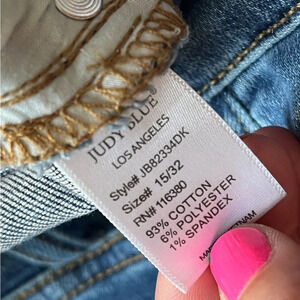 JUDY BLUE
LOS ANGELES
Style# JB82334DK
Size# 15/32
RN# 116380
93% COTTON
6% POLYESTER
1% SPANDEX